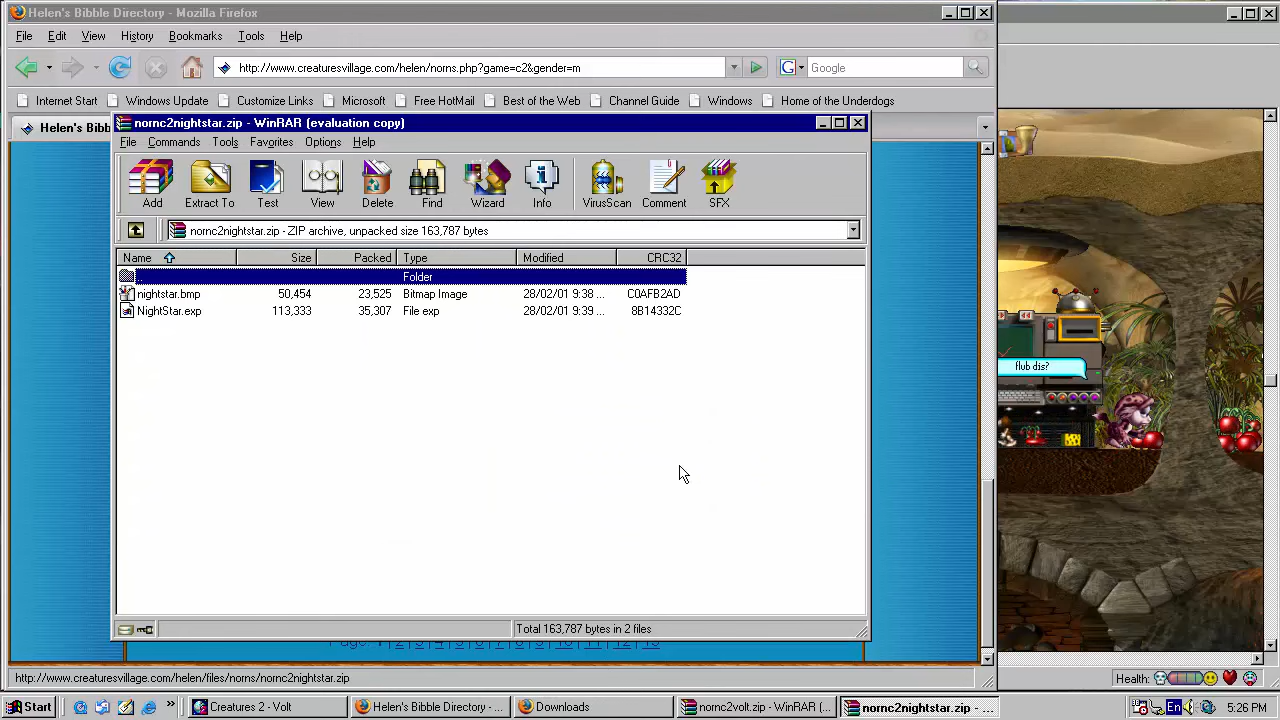 Helen's Bibble Directory - Mozilla Firefox
File Edit View History Bookmarks Tools Help
http://www.creaturesvillage.com/helen/norns.php?game=c2&gender=m
Google
Internet Start Windows Update Customize Links Microsoft Free HotMail Best of the Web Channel Guide Windows Home of the Underdogs
Helen's Bibb
nornc2nightstar.zip - WinRAR (evaluation copy)
File Commands Tools Favorites Options Help
Add Extract To Test View Delete Find Wizard Info VirusScan Comment SFX
nornc2nightstar.zip - ZIP archive, unpacked size 163,787 bytes
Name Size Packed Type Modified CRC32
Folder
nightstar.bmp 50,454 23,525 Bitmap Image 28/02/01 9:38 ... C0AFB2AD
NightStar.exp File exp 28/02/01 9:39 ... 8B14332C
flub dis?
Total 163,787 bytes in 2 files
http://www.creaturesvillage.com/helen/files/norns/nornc2nightstar.zip
Health:
Start Creatures 2 - Volt Helen's Bibble Directory - ... Downloads nornc2volt.zip - WinRAR (... nornc2nightstar.zip - ... En 5:26 PM